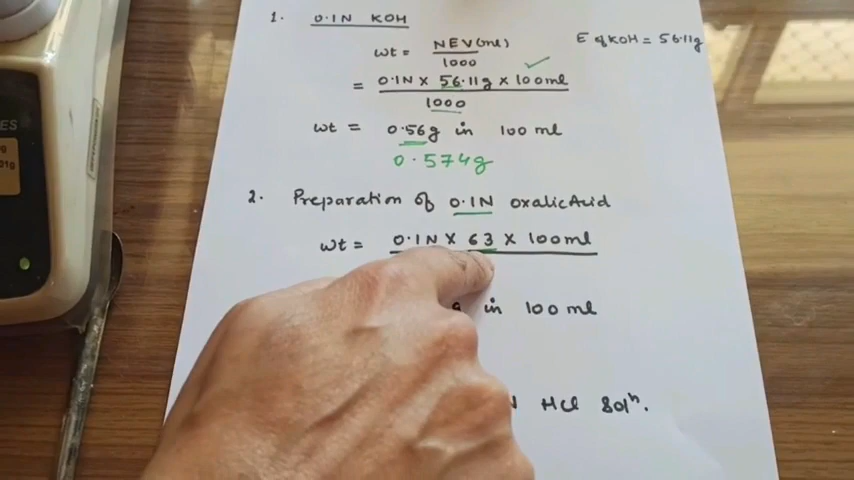 1. 0.1N KOH
wt = NEV(ml) E of KOH = 56.11g
1000
= 0.1N X 56.11g X 100ml
1000
wt = 0.56g in 100 ml
0.574g
2. Preparation of 0.1N oxalic Acid
wt = 0.1N X 63 X 100ml
g in 100 ml
N HCl Solⁿ.
ES
g
01g